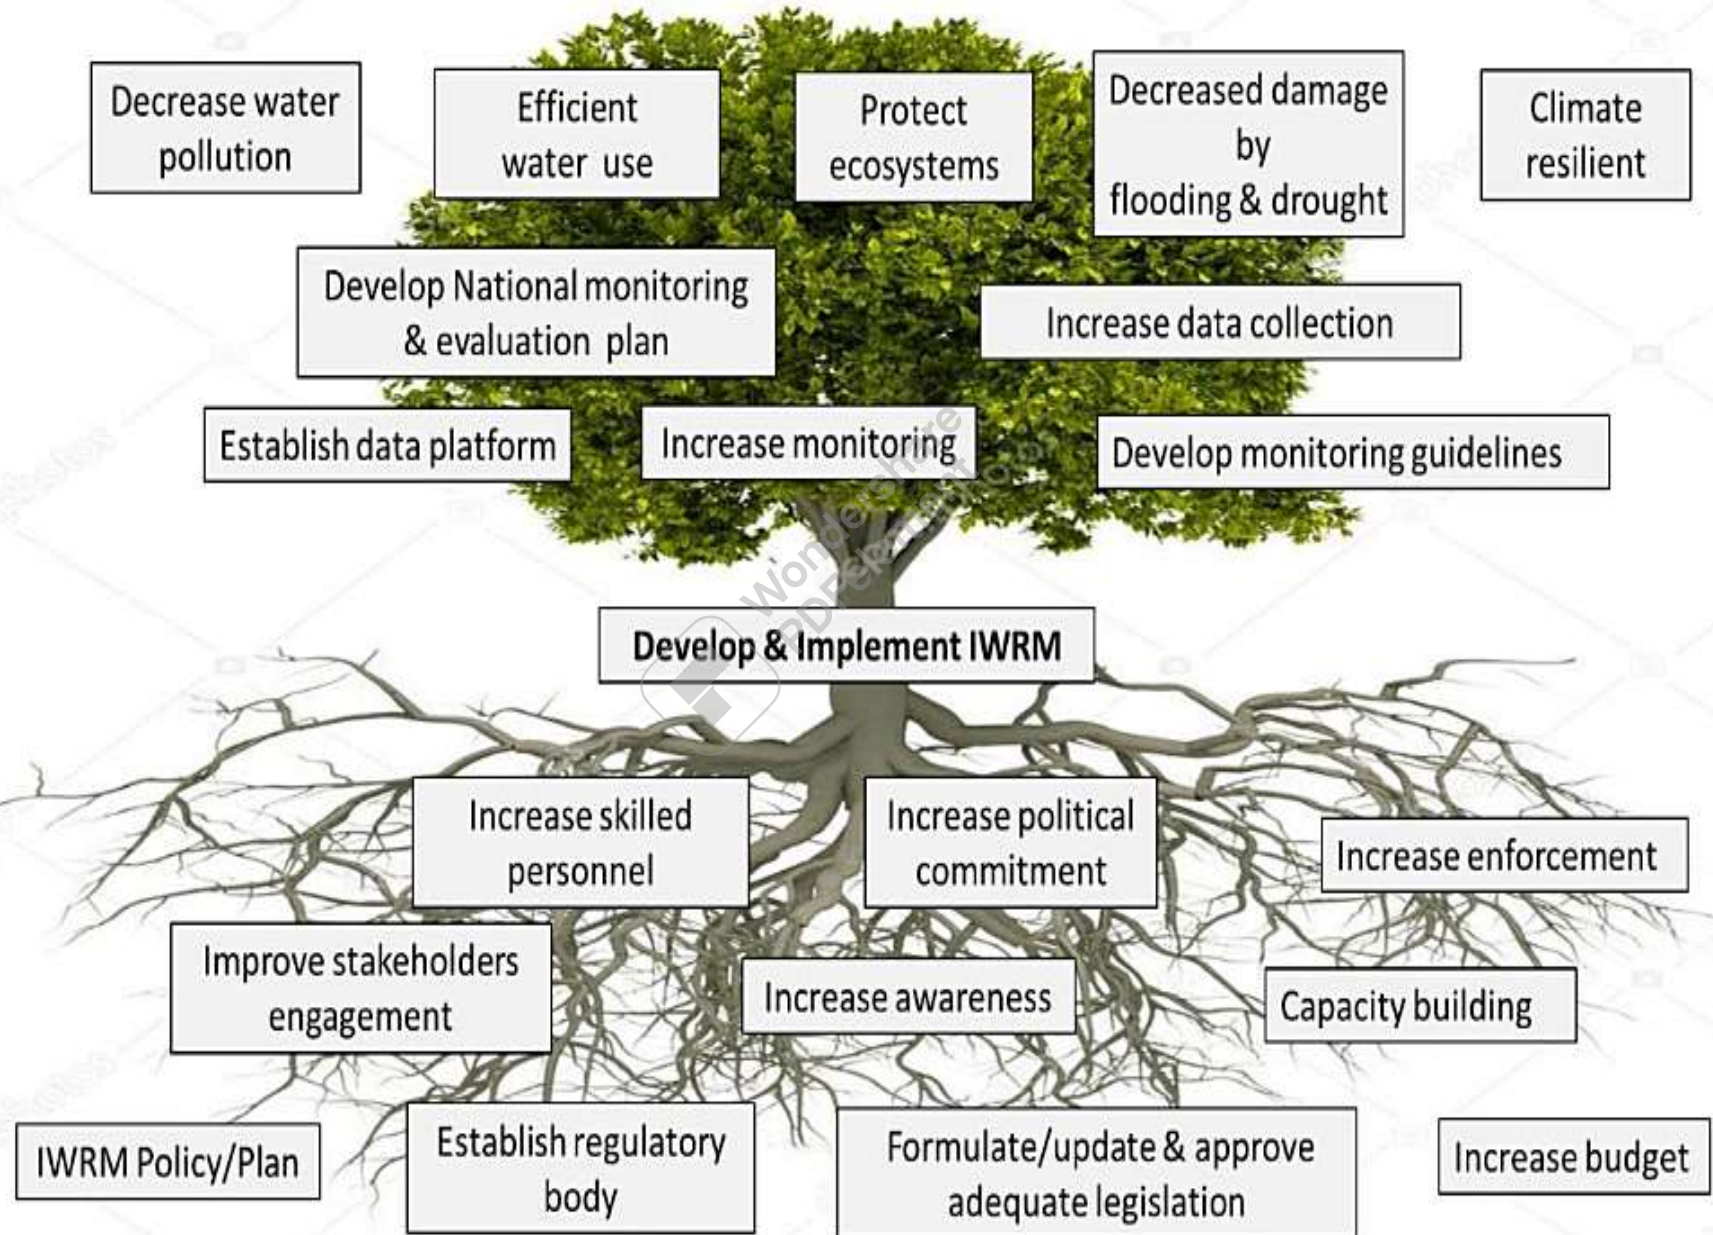 Decrease water
pollution
Efficient
water use
Protect
ecosystems
Decreased damage
by
flooding & drought
Climate
resilient
Develop National monitoring
& evaluation plan
Increase data collection
Establish data platform
Increase monitoring
Develop monitoring guidelines
Wondershare
PDFelement
Develop & Implement IWRM
Increase skilled
personnel
Increase political
commitment
Increase enforcement
Improve stakeholders
engagement
Increase awareness
Capacity building
IWRM Policy/Plan
Establish regulatory
body
Formulate/update & approve
adequate legislation
Increase budget